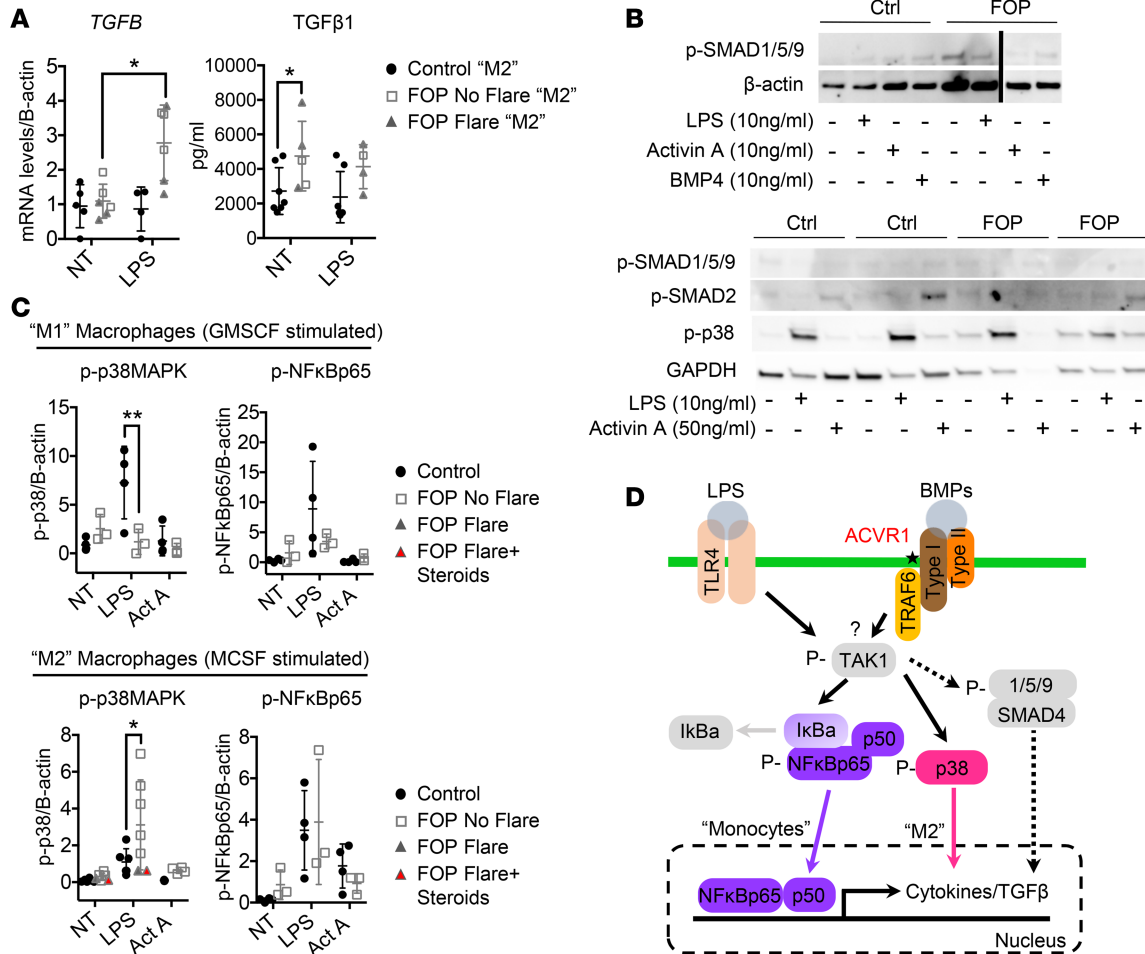 A
TGFB
TGFβ1
mRNA levels/B-actin
5
4
3
2
1
0
*
NT
LPS
pg/ml
10000
8000
6000
4000
2000
0
*
NT
LPS
Control “M2”
FOP No Flare “M2”
FOP Flare “M2”
B
Ctrl
FOP
p-SMAD1/5/9
β-actin
LPS (10ng/ml) - + - - - + - -
Activin A (10ng/ml) - - + - - - + -
BMP4 (10ng/ml) - - - + - - - +
Ctrl
Ctrl
FOP
FOP
p-SMAD1/5/9
p-SMAD2
p-p38
GAPDH
LPS (10ng/ml) - + - - + - - + - - + -
Activin A (50ng/ml) - - + - - + - - + - - +
C
“M1” Macrophages (GMSCF stimulated)
p-p38MAPK
p-NFκBp65
p-p38/B-actin
15
10
5
0
**
NT
LPS
Act A
p-NFkBp65/B-actin
25
20
15
10
5
0
NT
LPS
Act A
Control
FOP No Flare
FOP Flare
FOP Flare+
Steroids
“M2” Macrophages (MCSF stimulated)
p-p38MAPK
p-NFκBp65
p-p38/B-actin
8
6
4
2
0
*
NT
LPS
Act A
p-NFκBp65/B-actin
8
6
4
2
0
NT
LPS
Act A
Control
FOP No Flare
FOP Flare
FOP Flare+
Steroids
D
LPS
BMPs
ACVR1
TLR4
TRAF6
Type I
Type II
?
P-
TAK1
P-
1/5/9
SMAD4
IkBa
IκBa
p50
P-
NFκBp65
P-
p38
“Monocytes”
“M2”
NFκBp65
p50
Cytokines/TGFβ
Nucleus